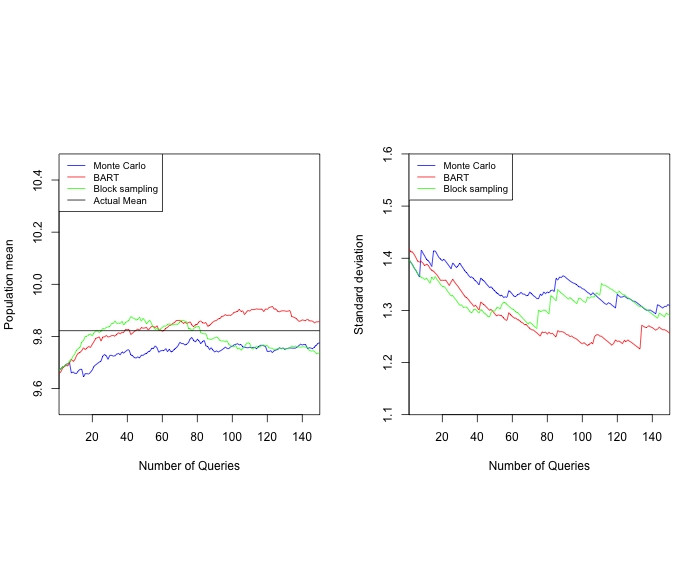 Population mean
10.4
10.2
10.0
9.8
9.6
Monte Carlo
BART
Block sampling
Actual Mean
20 40 60 80 100 120 140
Number of Queries
Standard deviation
1.6
1.5
1.4
1.3
1.2
1.1
Monte Carlo
BART
Block sampling
20 40 60 80 100 120 140
Number of Queries